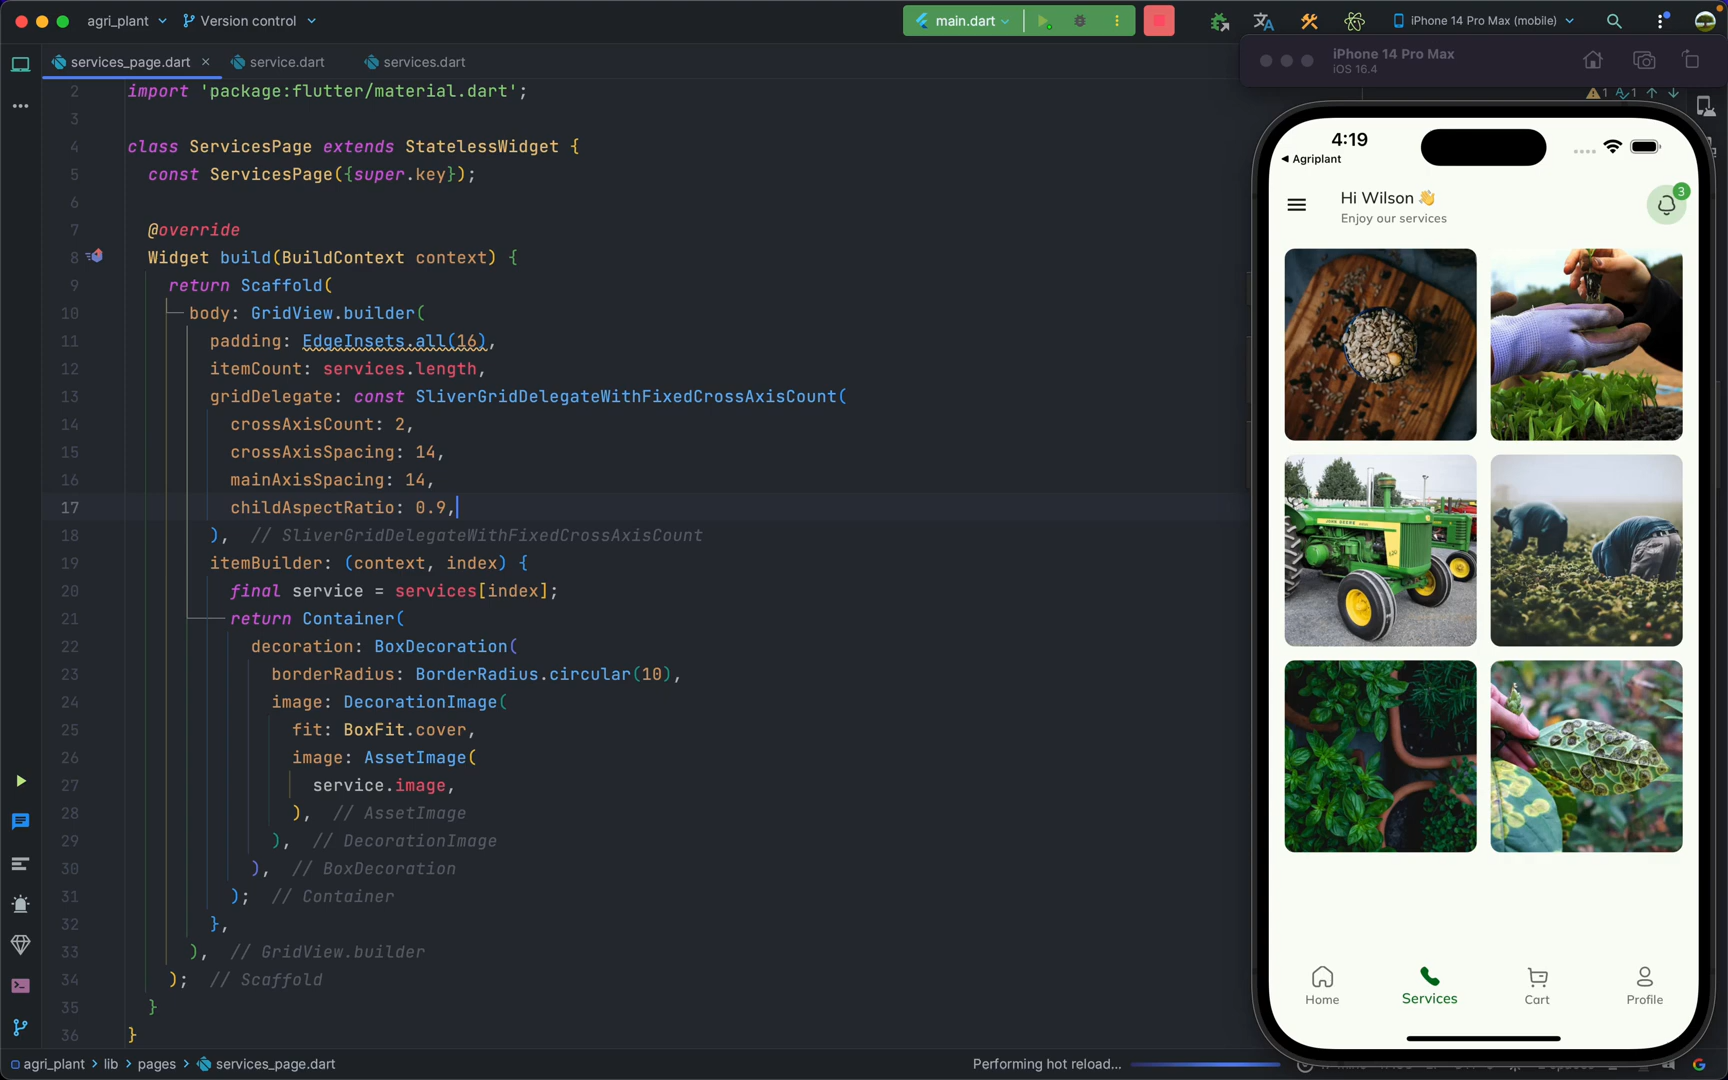 agri_plant
Version control
main.dart
iPhone 14 Pro Max (mobile)
services_page.dart
service.dart
services.dart
iPhone 14 Pro Max
iOS 16.4
1
1
2 import 'package:flutter/material.dart';
3
4 class ServicesPage extends StatelessWidget {
5 const ServicesPage({super.key});
6
7 @override
8 Widget build(BuildContext context) {
9 return Scaffold(
10 body: GridView.builder(
11 padding: EdgeInsets.all(16),
12 itemCount: services.length,
13 gridDelegate: const SliverGridDelegateWithFixedCrossAxisCount(
14 crossAxisCount: 2,
15 crossAxisSpacing: 14,
16 mainAxisSpacing: 14,
17 childAspectRatio: 0.9,
18 ), // SliverGridDelegateWithFixedCrossAxisCount
19 itemBuilder: (context, index) {
20 final service = services[index];
21 return Container(
22 decoration: BoxDecoration(
23 borderRadius: BorderRadius.circular(10),
24 image: DecorationImage(
25 fit: BoxFit.cover,
26 image: AssetImage(
27 service.image,
28 ), // AssetImage
29 ), // DecorationImage
30 ), // BoxDecoration
31 ); // Container
32 },
33 ), // GridView.builder
34 ); // Scaffold
35 }
36 }
4:19
Agriplant
Hi Wilson 👋
Enjoy our services
3
JOHN DEERE
Home
Services
Cart
Profile
agri_plant > lib > pages > services_page.dart
Performing hot reload...